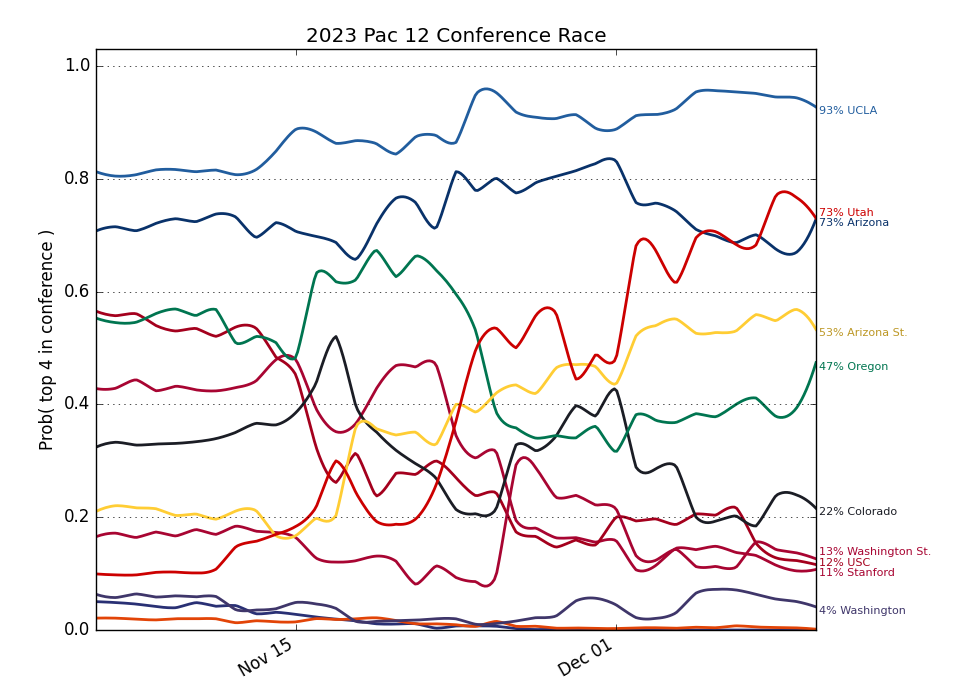 2023 Pac 12 Conference Race
Prob( top 4 in conference )
1.0
0.8
0.6
0.4
0.2
0.0
Nov 15
Dec 01
93% UCLA
73% Utah
73% Arizona
53% Arizona St.
47% Oregon
22% Colorado
13% Washington St.
12% USC
11% Stanford
4% Washington